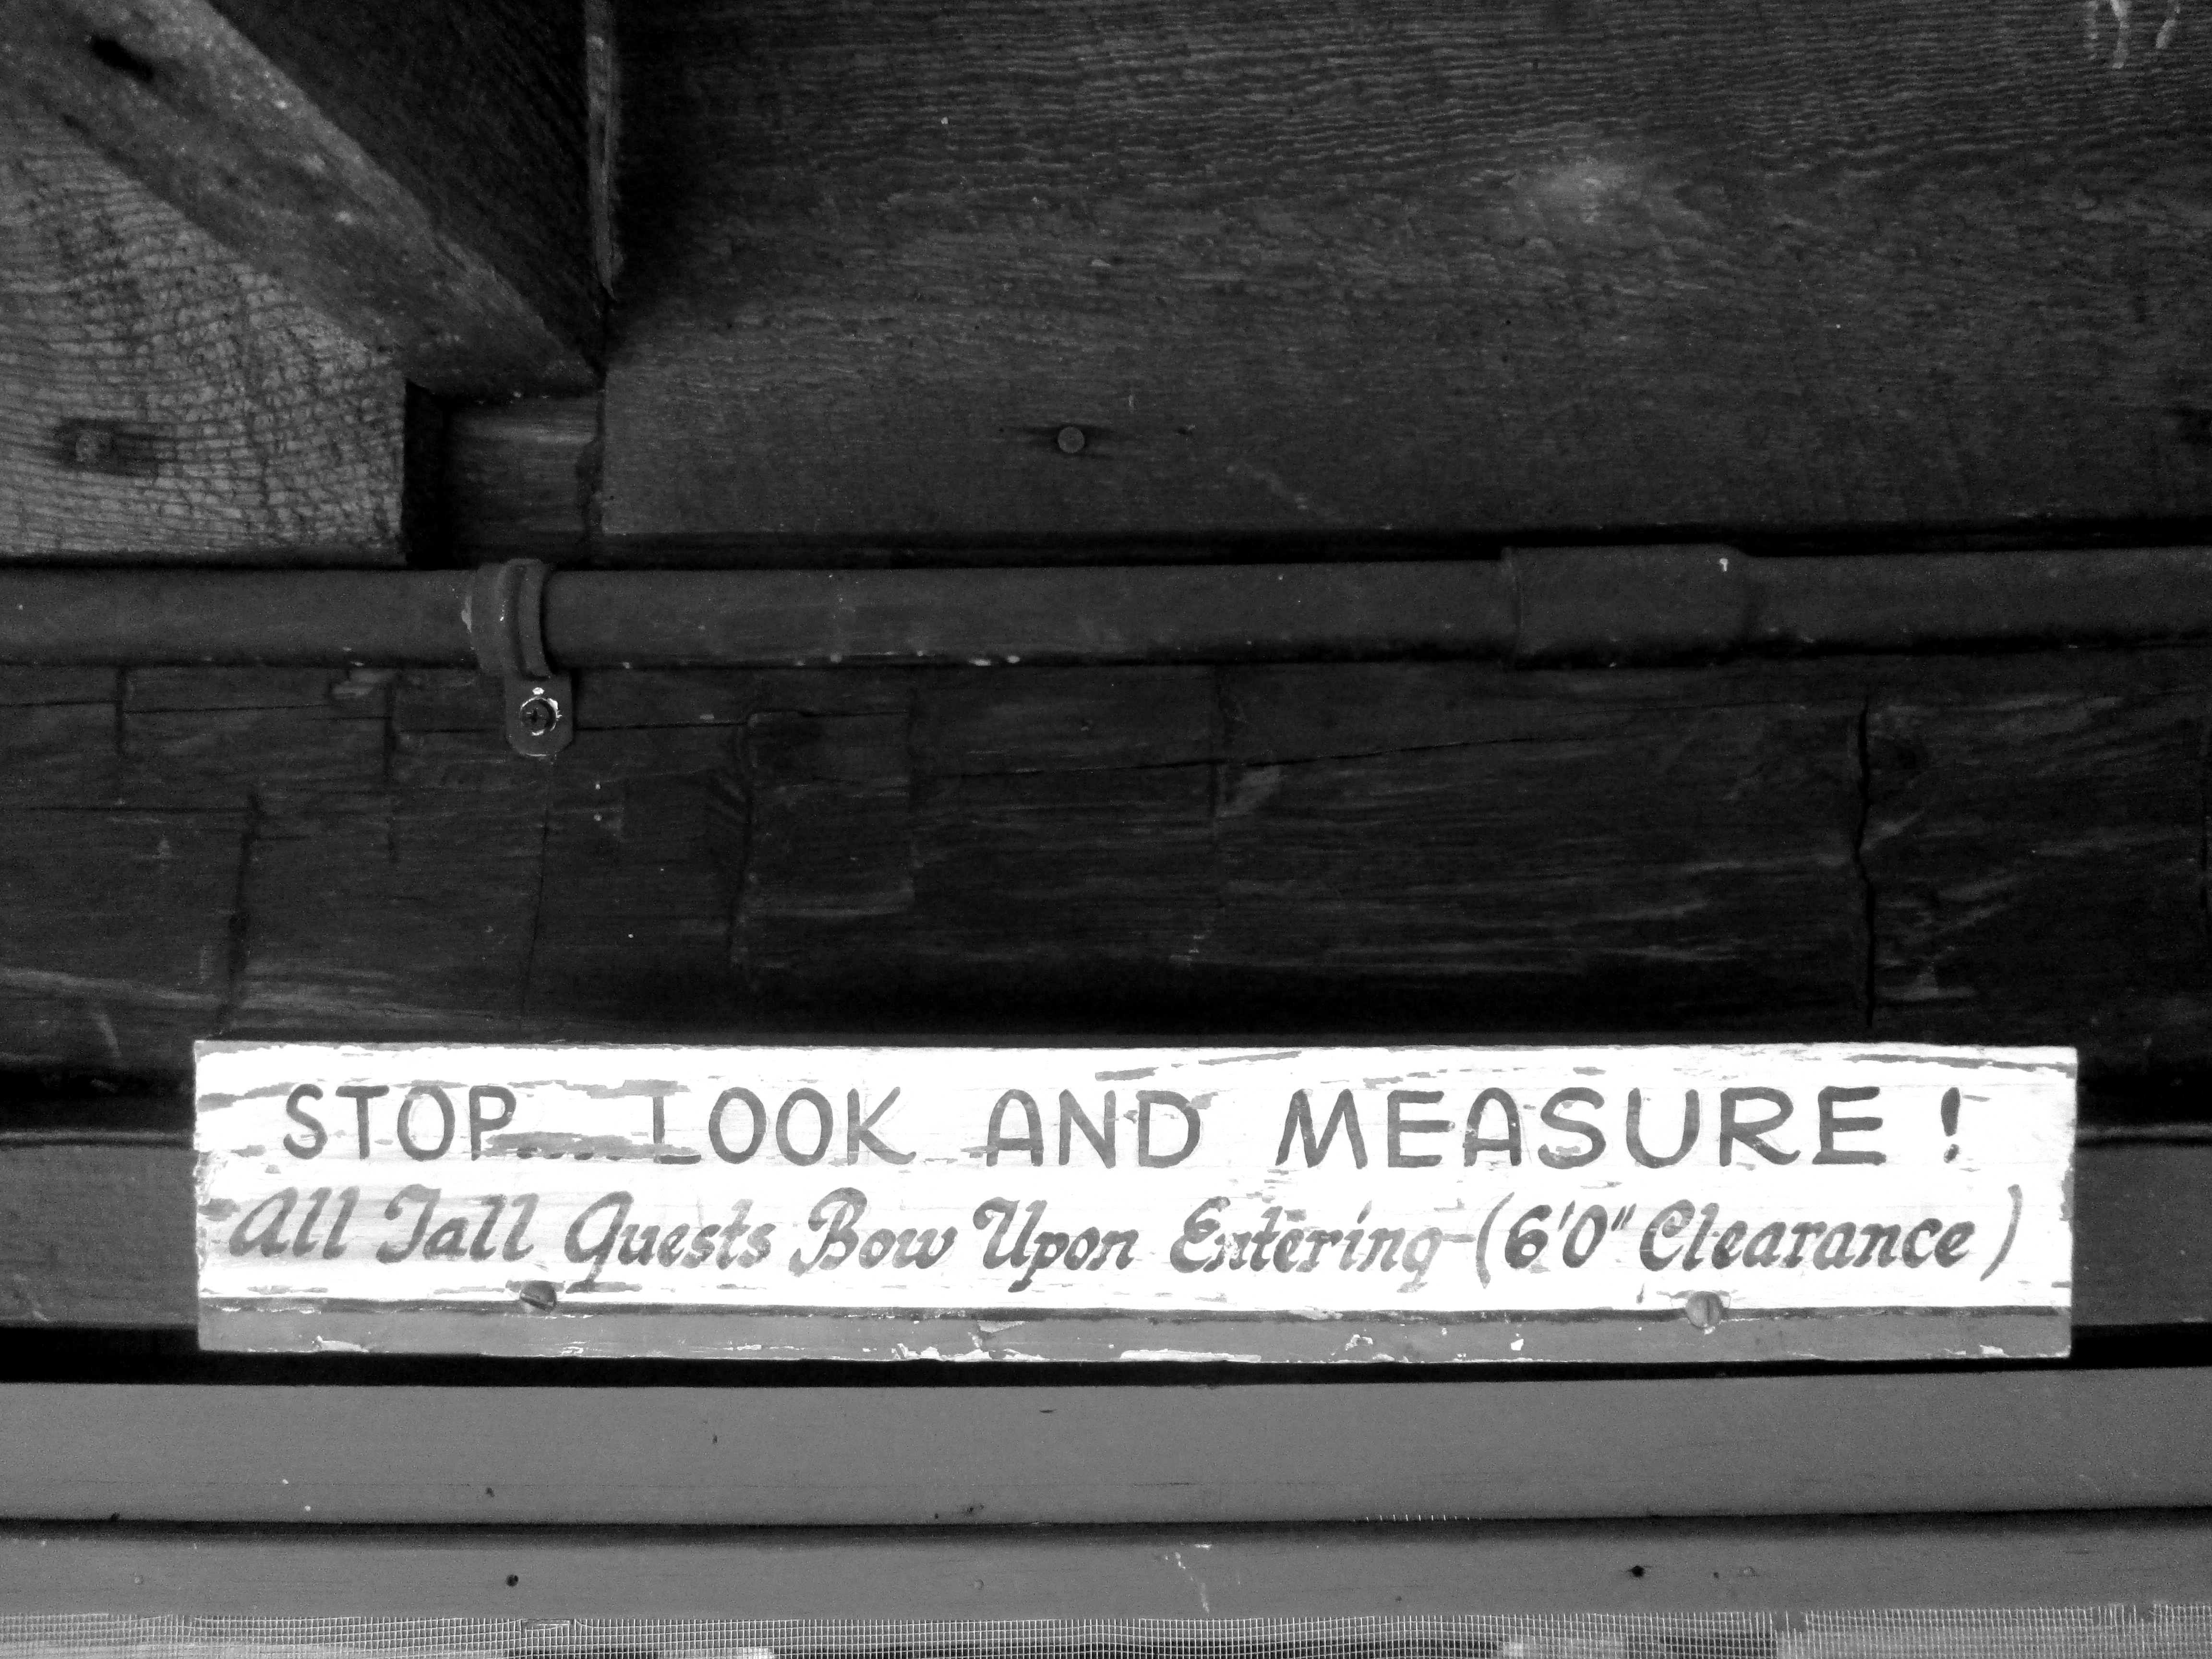 STOP LOOK AND MEASURE!
All Tall Guests Bow Upon Entering-(6'0" Clearance)